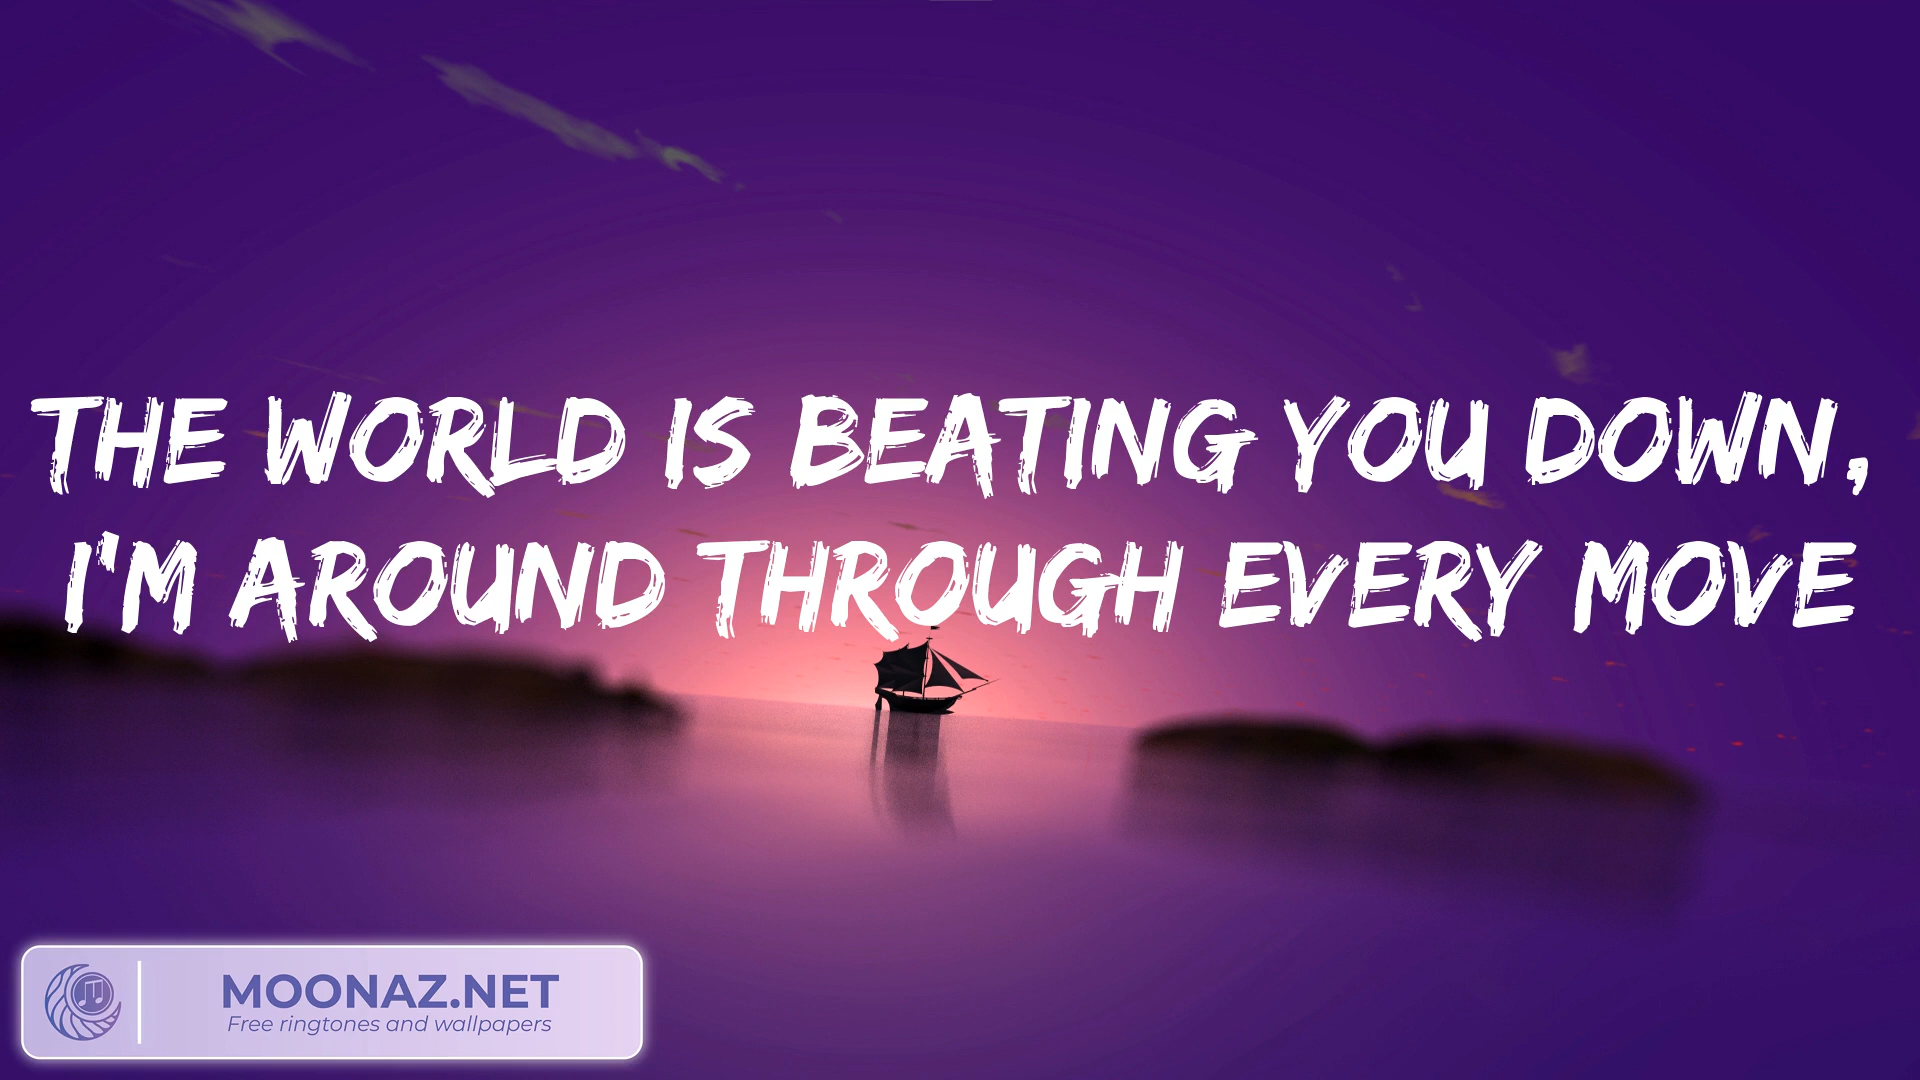 THE WORLD IS BEATING YOU DOWN,
I'M AROUND THROUGH EVERY MOVE
MOONAZ.NET
Free ringtones and wallpapers